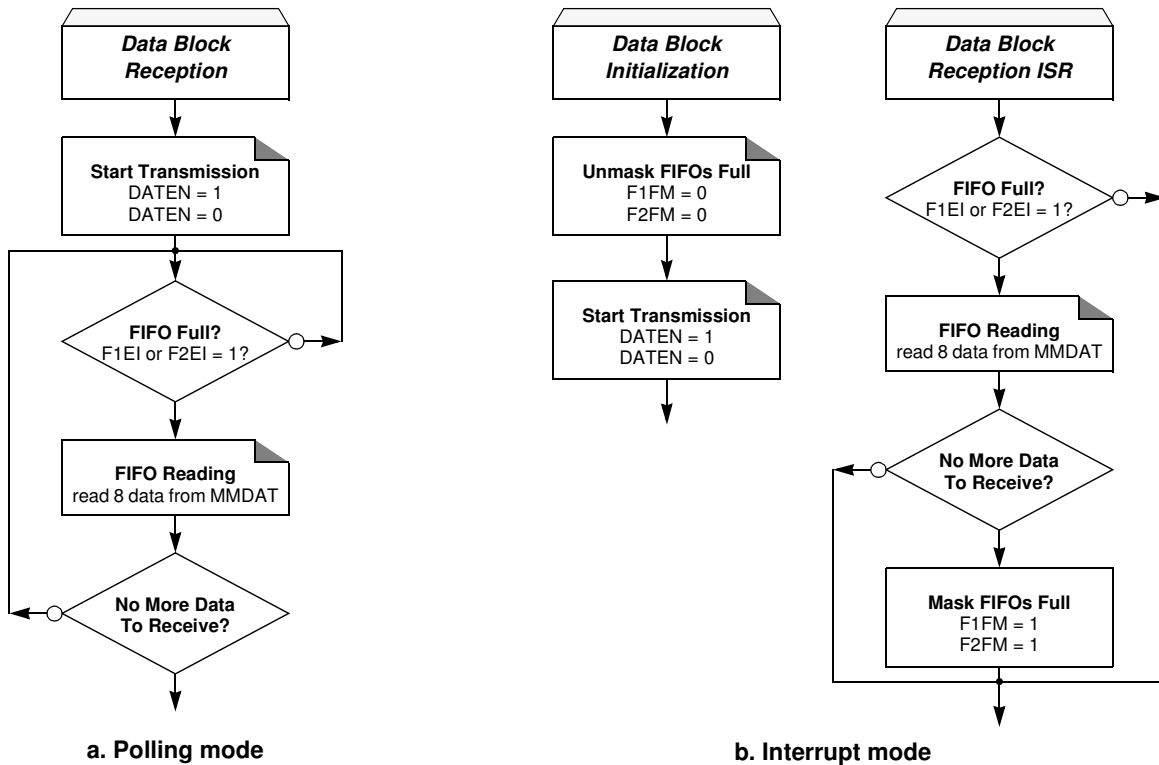 Data Block
Reception
Start Transmission
DATEN = 1
DATEN = 0
FIFO Full?
F1EI or F2EI = 1?
FIFO Reading
read 8 data from MMDAT
No More Data
To Receive?
a. Polling mode
Data Block
Initialization
Unmask FIFOs Full
F1FM = 0
F2FM = 0
Start Transmission
DATEN = 1
DATEN = 0
Data Block
Reception ISR
FIFO Full?
F1EI or F2EI = 1?
FIFO Reading
read 8 data from MMDAT
No More Data
To Receive?
Mask FIFOs Full
F1FM = 1
F2FM = 1
b. Interrupt mode